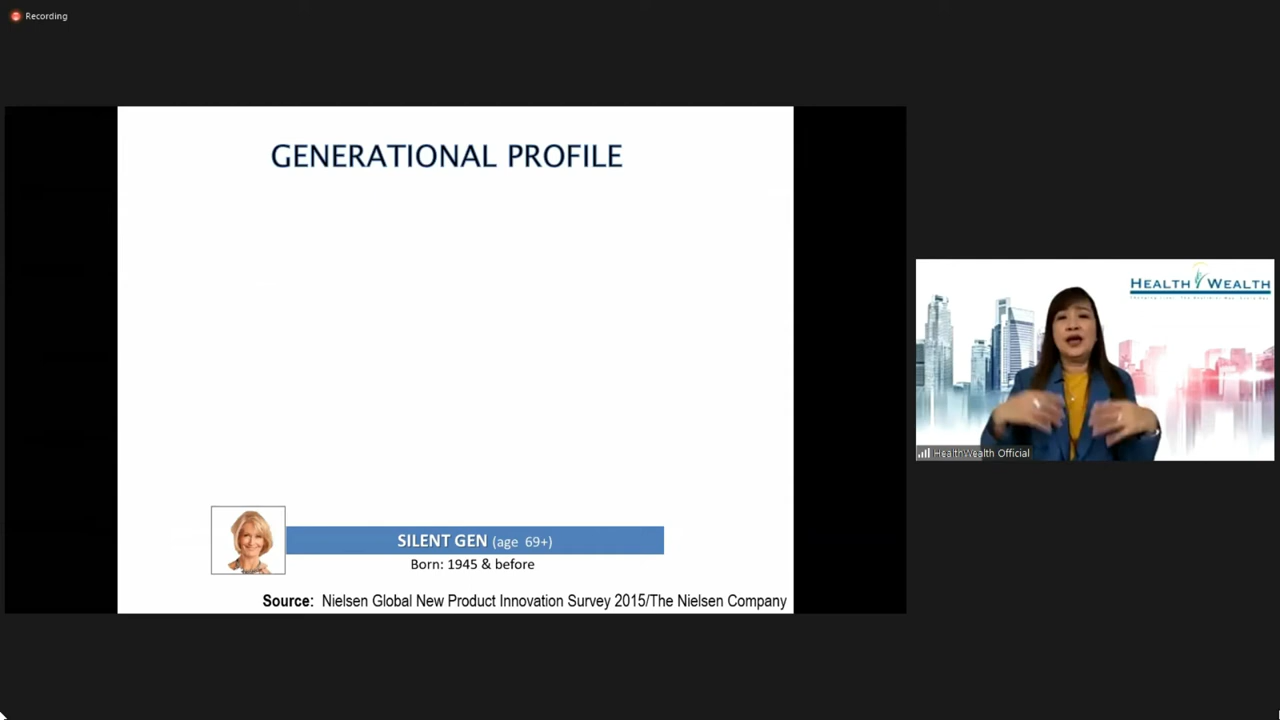 Recording
GENERATIONAL PROFILE
SILENT GEN (age 69+)
Born: 1945 & before
Source: Nielsen Global New Product Innovation Survey 2015/The Nielsen Company
HEALTH WEALTH
HealthWealth Official